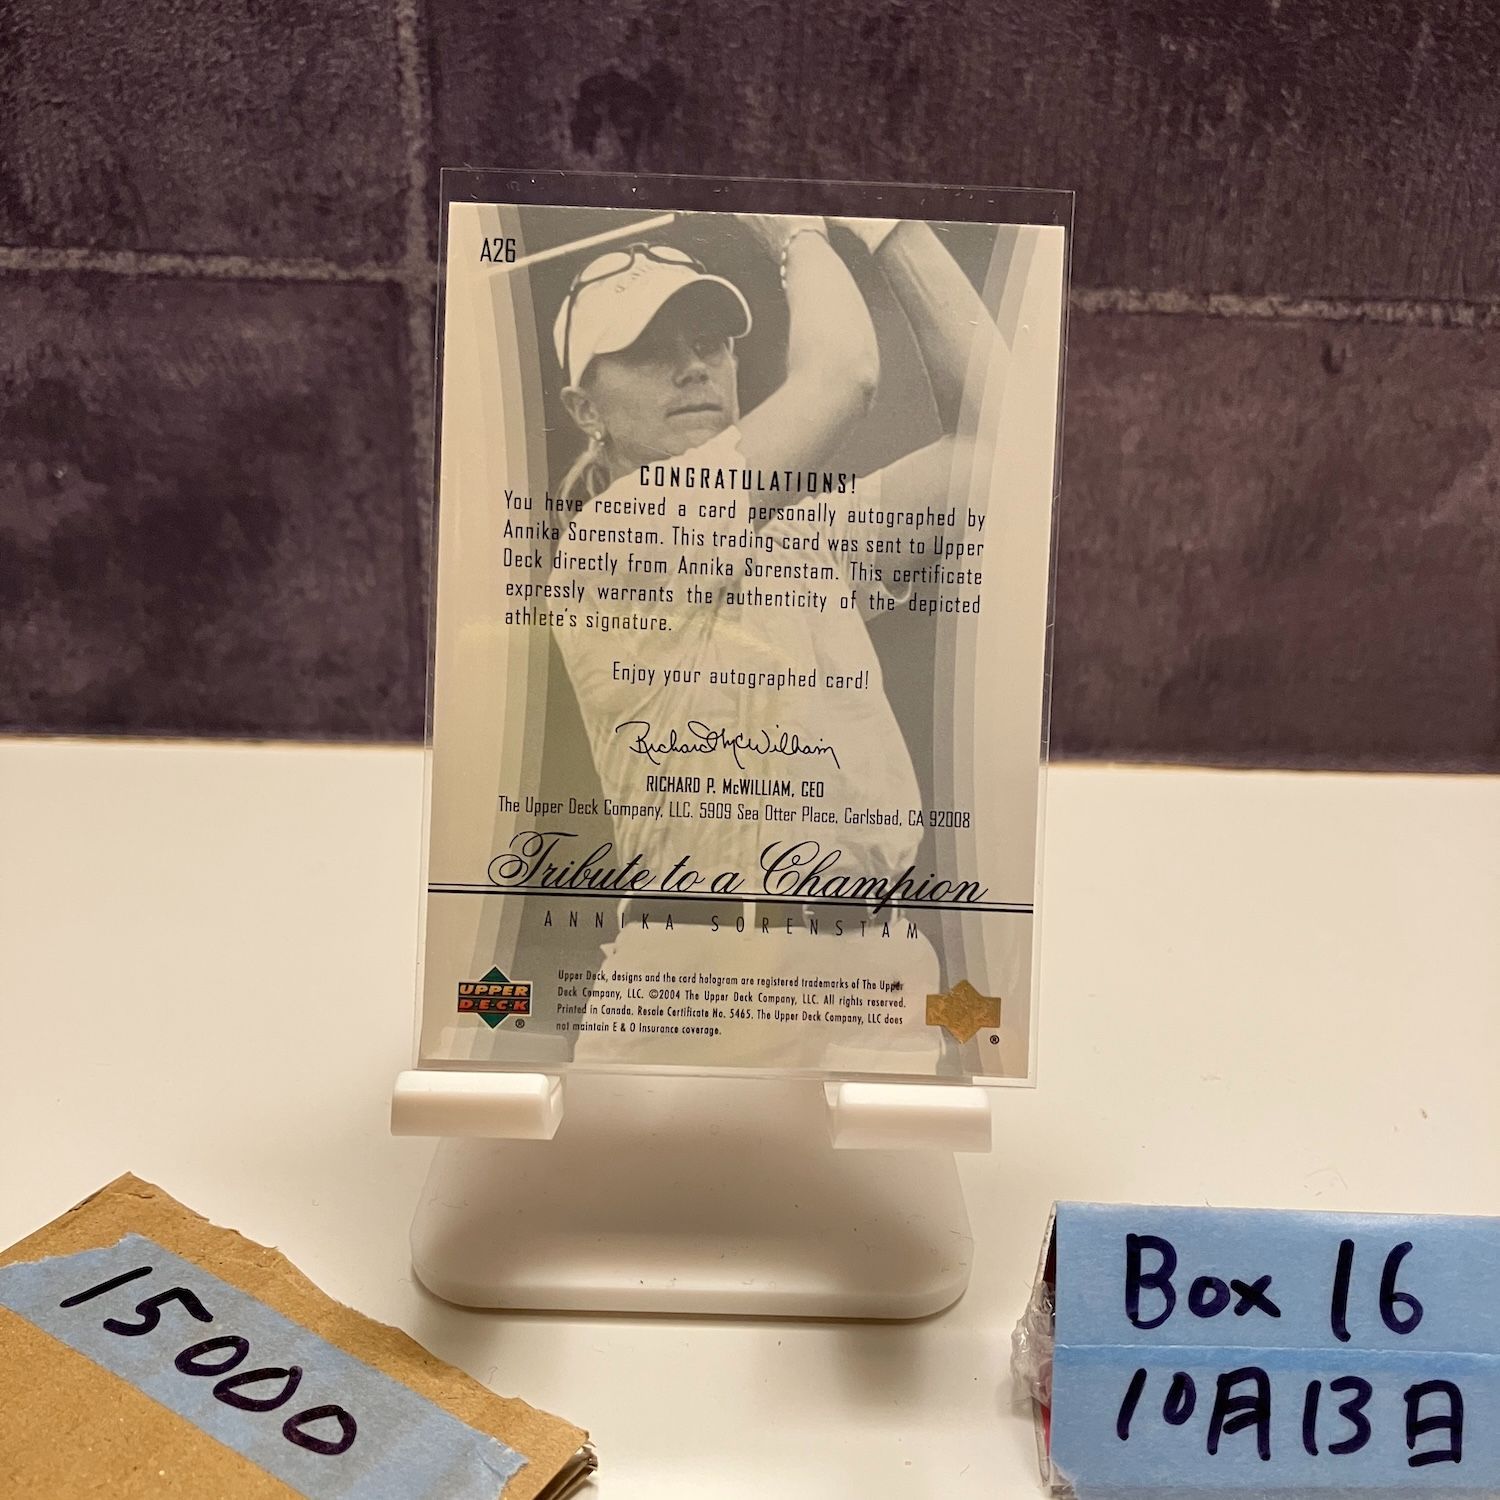 A26
CONGRATULATIONS!
You have received a card personally autographed by
Annika Sorenstam. This trading card was sent to Upper
Deck directly from Annika Sorenstam. This certificate
expressly warrants the authenticity of the depicted
athlete's signature.
Enjoy your autographed card!
Richard McWilliam
RICHARD P. McWILLIAM, CEO
The Upper Deck Company, LLC. 5909 Sea Otter Place, Carlsbad, CA 92008
Tribute to a Champion
ANNIKA SORENSTAM
UPPER
D·E·C·K
®
Upper Deck, designs and the card hologram are registered trademarks of The Upper
Deck Company, LLC. ©2004 The Upper Deck Company, LLC. All rights reserved.
Printed in Canada. Resale Certificate No. 5465. The Upper Deck Company, LLC does
not maintain E & O Insurance coverage.
®
15000
Box 16
10月13日